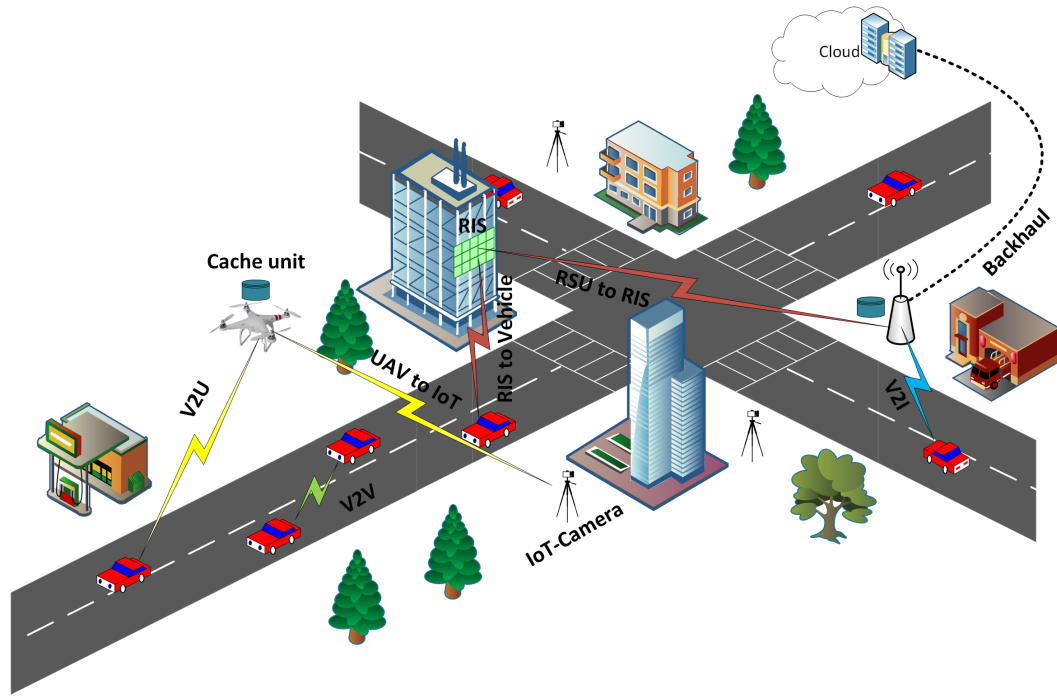 Cloud
Backhaul
RIS
Cache unit
RSU to RIS
RIS to Vehicle
UAV to IoT
V2U
V2I
V2V
IoT-Camera